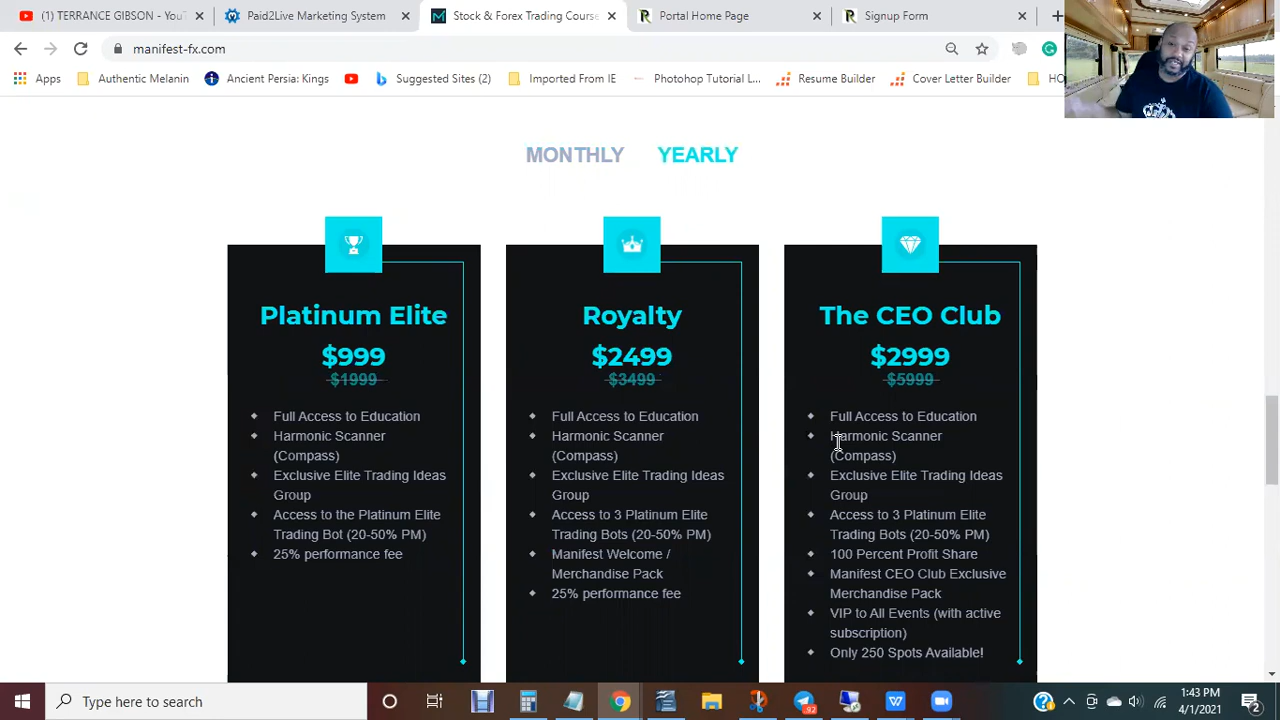 (1) TERRANCE GIBSON
Paid2Live Marketing System
Stock & Forex Trading Course
Portal Home Page
Signup Form
manifest-fx.com
Apps
Authentic Melanin
Ancient Persa: Kings
Suggested Sites (2)
Imported From IE
Photohop Tutorial L...
Resume Builder
Cover Letter Builder
HO
MONTHLY YEARLY
Platinum Elite
$999
$1999
Full Access to Education
Harmonic Scanner
(Compass)
Exclusive Elite Trading Ideas
Group
Access to the Platinum Elite
Trading Bot (20-50% PM)
25% performance fee
Royalty
$2499
$3499
Full Access to Education
Harmonic Scanner
(Compass)
Exclusive Elite Trading Ideas
Group
Access to 3 Platinum Elite
Trading Bots (20-50% PM)
Manifest Welcome /
Merchandise Pack
25% performance fee
The CEO Club
$2999
$5999
Full Access to Education
Harmonic Scanner
(Compass)
Exclusive Elite Trading Ideas
Group
Access to 3 Platinum Elite
Trading Bots (20-50% PM)
100 Percent Profit Share
Manifest CEO Club Exclusive
Merchandise Pack
VIP to All Events (with active
subscription)
Only 250 Spots Available!
Type here to search
92
1:43 PM
4/1/2021
2